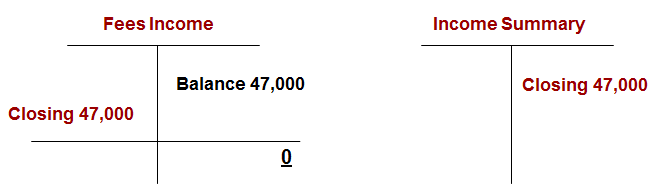 Fees Income
Income Summary
Balance 47,000
Closing 47,000
Closing 47,000
0